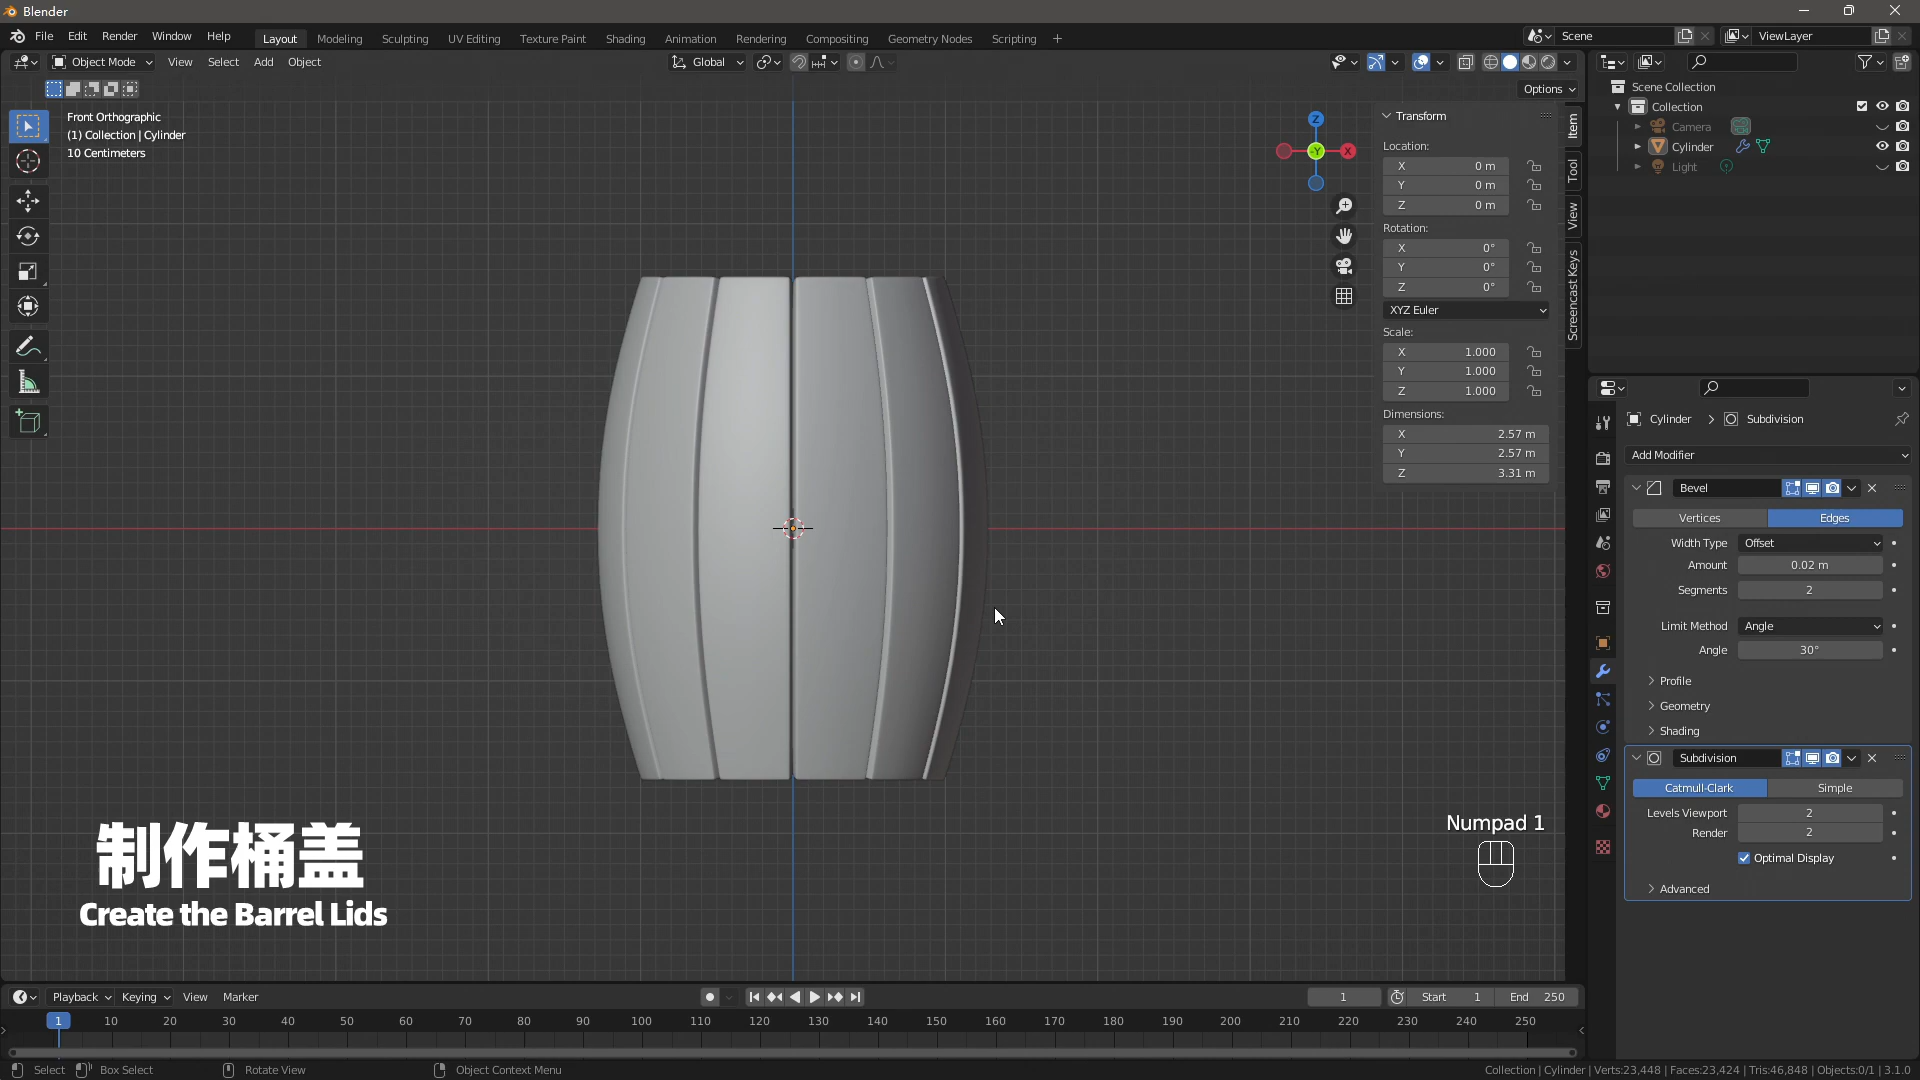 Blender
File Edit Render Window Help
Layout Modeling Sculpting UV Editing Texture Paint Shading Animation Rendering Compositing Geometry Nodes Scripting +
Scene
ViewLayer
Object Mode View Select Add Object
Global
Options
Front Orthographic
(1) Collection | Cylinder
10 Centimeters
Z
X
-Y
Transform
Location:
X 0 m
Y 0 m
Z 0 m
Rotation:
X 0°
Y 0°
Z 0°
XYZ Euler
Scale:
X 1.000
Y 1.000
Z 1.000
Dimensions:
X 2.57 m
Y 2.57 m
Z 3.31 m
Item
Tool
View
Screencast Keys
Scene Collection
Collection
Camera
Cylinder
Light
Cylinder > Subdivision
Add Modifier
Bevel
Vertices Edges
Width Type Offset
Amount 0.02 m
Segments 2
Limit Method Angle
Angle 30°
Profile
Geometry
Shading
Subdivision
Catmull-Clark Simple
Levels Viewport 2
Render 2
Optimal Display
Advanced
Numpad 1
制作桶盖
Create the Barrel Lids
Playback Keying View Marker
1 Start 1 End 250
1 10 20 30 40 50 60 70 80 90 100 110 120 130 140 150 160 170 180 190 200 210 220 230 240 250
Select Box Select Rotate View Object Context Menu
Collection | Cylinder | Verts:23,448 | Faces:23,424 | Tris:46,848 | Objects:0/1 | 3.1.0